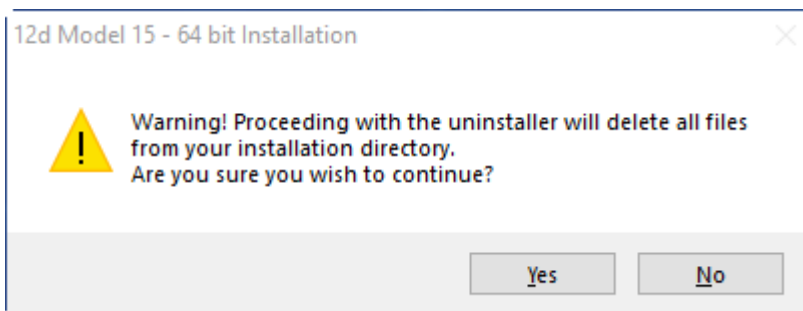 12d Model 15 - 64 bit Installation
Warning! Proceeding with the uninstaller will delete all files
from your installation directory.
Are you sure you wish to continue?
Yes
No